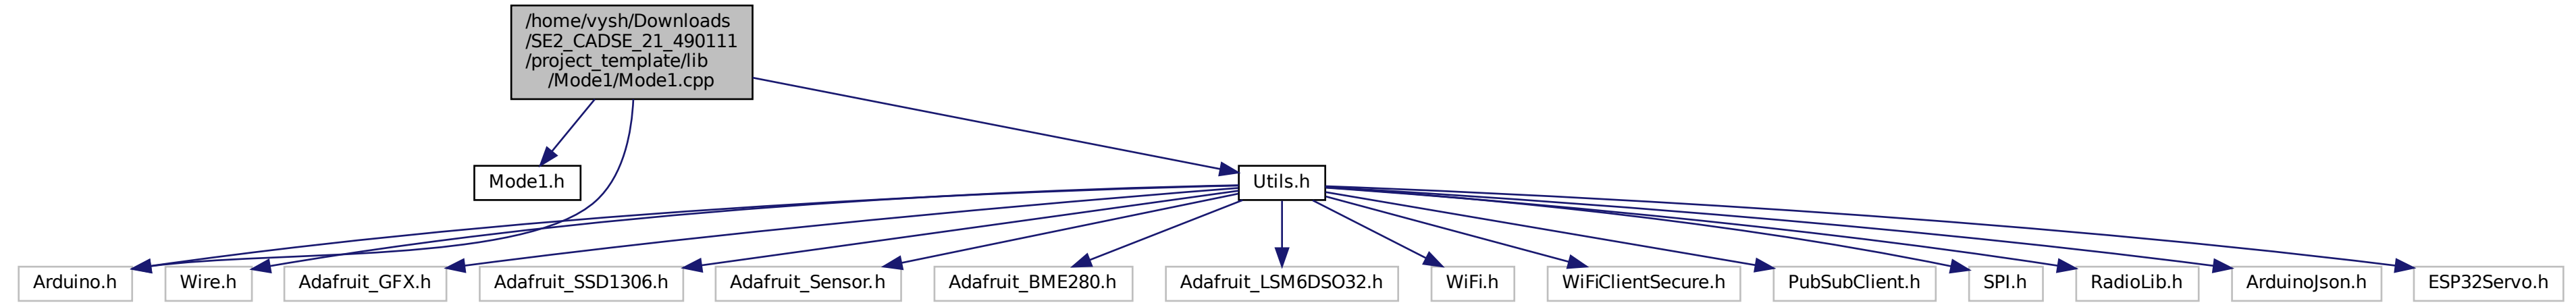 /home/vysh/Downloads
/SE2_CADSE_21_490111
/project_template/lib
/Mode1/Mode1.cpp
Mode1.h
Utils.h
Arduino.h
Wire.h
Adafruit_GFX.h
Adafruit_SSD1306.h
Adafruit_Sensor.h
Adafruit_BME280.h
Adafruit_LSM6DSO32.h
WiFi.h
WiFiClientSecure.h
PubSubClient.h
SPI.h
RadioLib.h
ArduinoJson.h
ESP32Servo.h